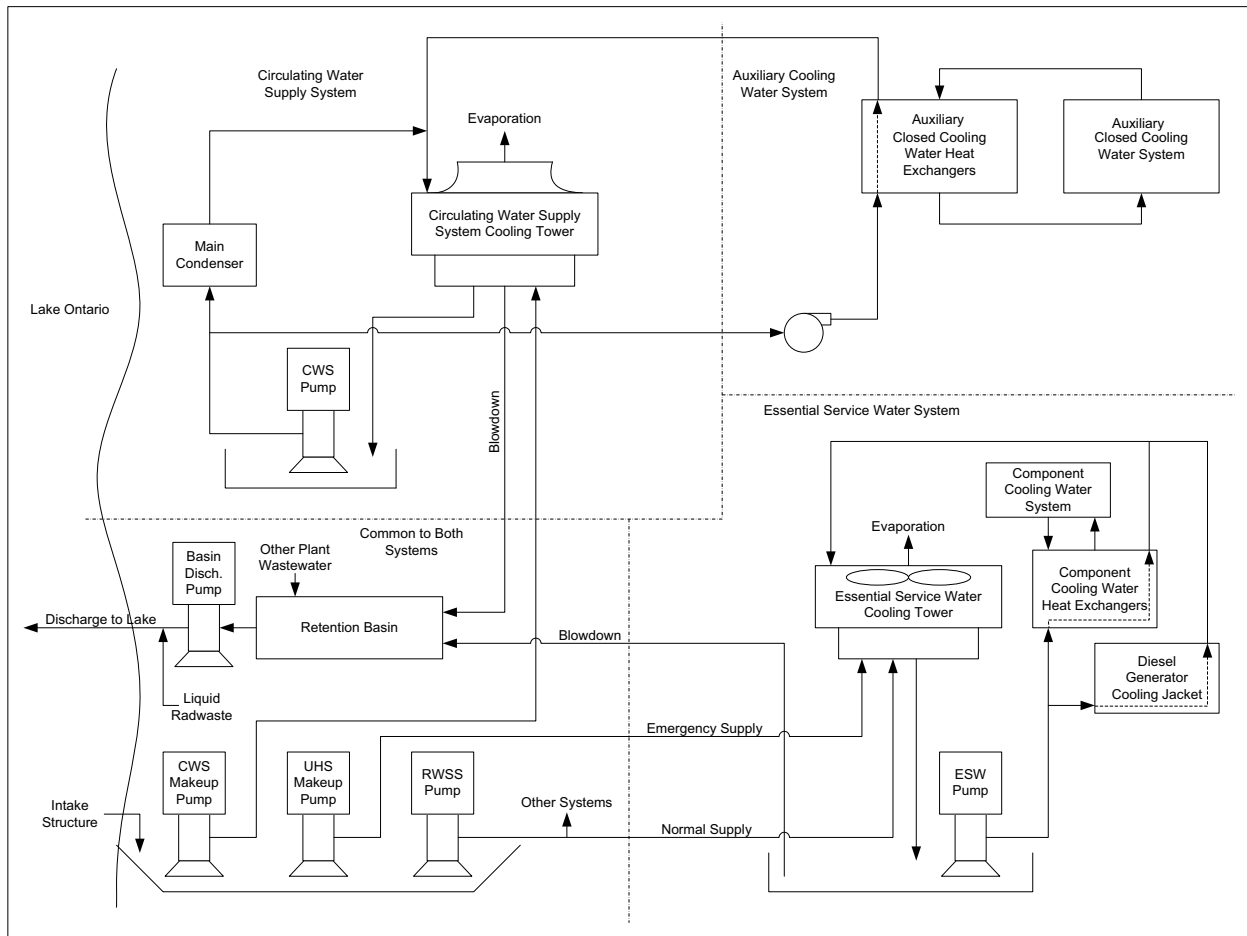 Circulating Water
Supply System
Auxiliary Cooling
Water System
Evaporation
Auxiliary
Closed Cooling
Water Heat
Exchangers
Auxiliary
Closed Cooling
Water System
Circulating Water Supply
System Cooling Tower
Main
Condenser
Lake Ontario
CWS
Pump
Blowdown
Essential Service Water System
Component
Cooling Water
System
Common to Both
Systems
Evaporation
Other Plant
Wastewater
Basin
Disch.
Pump
Component
Cooling Water
Heat Exchangers
Essential Service Water
Cooling Tower
Discharge to Lake
Retention Basin
Blowdown
Diesel
Generator
Cooling Jacket
Liquid
Radwaste
Emergency Supply
CWS
Makeup
Pump
UHS
Makeup
Pump
RWSS
Pump
ESW
Pump
Intake
Structure
Other Systems
Normal Supply